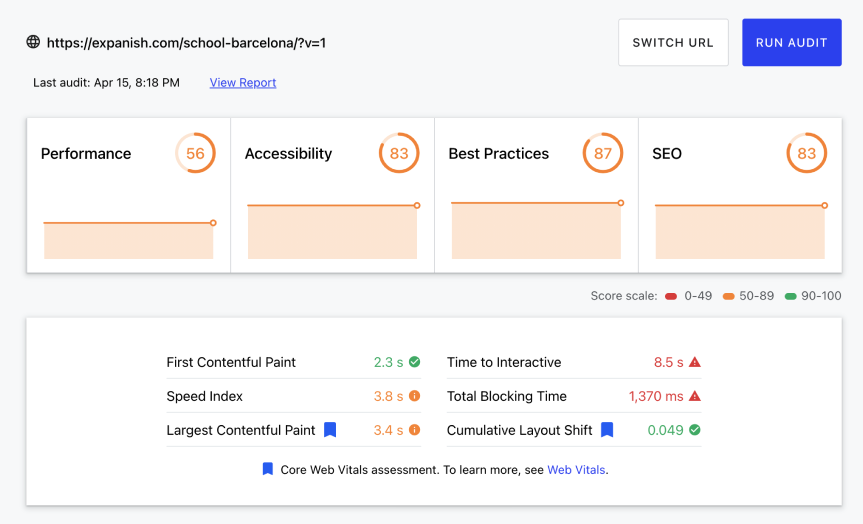 https://expanish.com/school-barcelona/?v=1
SWITCH URL
RUN AUDIT
Last audit: Apr 15, 8:18 PM View Report
Performance 56
Accessibility 83
Best Practices 87
SEO 83
Score scale: 0-49 50-89 90-100
First Contentful Paint 2.3 s
Time to Interactive 8.5 s
Speed Index 3.8 s
Total Blocking Time 1,370 ms
Largest Contentful Paint 3.4 s
Cumulative Layout Shift 0.049
Core Web Vitals assessment. To learn more, see Web Vitals.